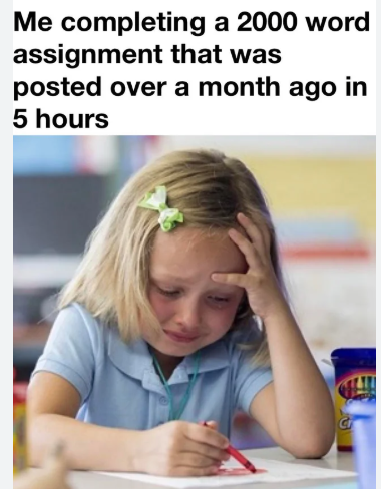 Me completing a 2000 word
assignment that was
posted over a month ago in
5 hours